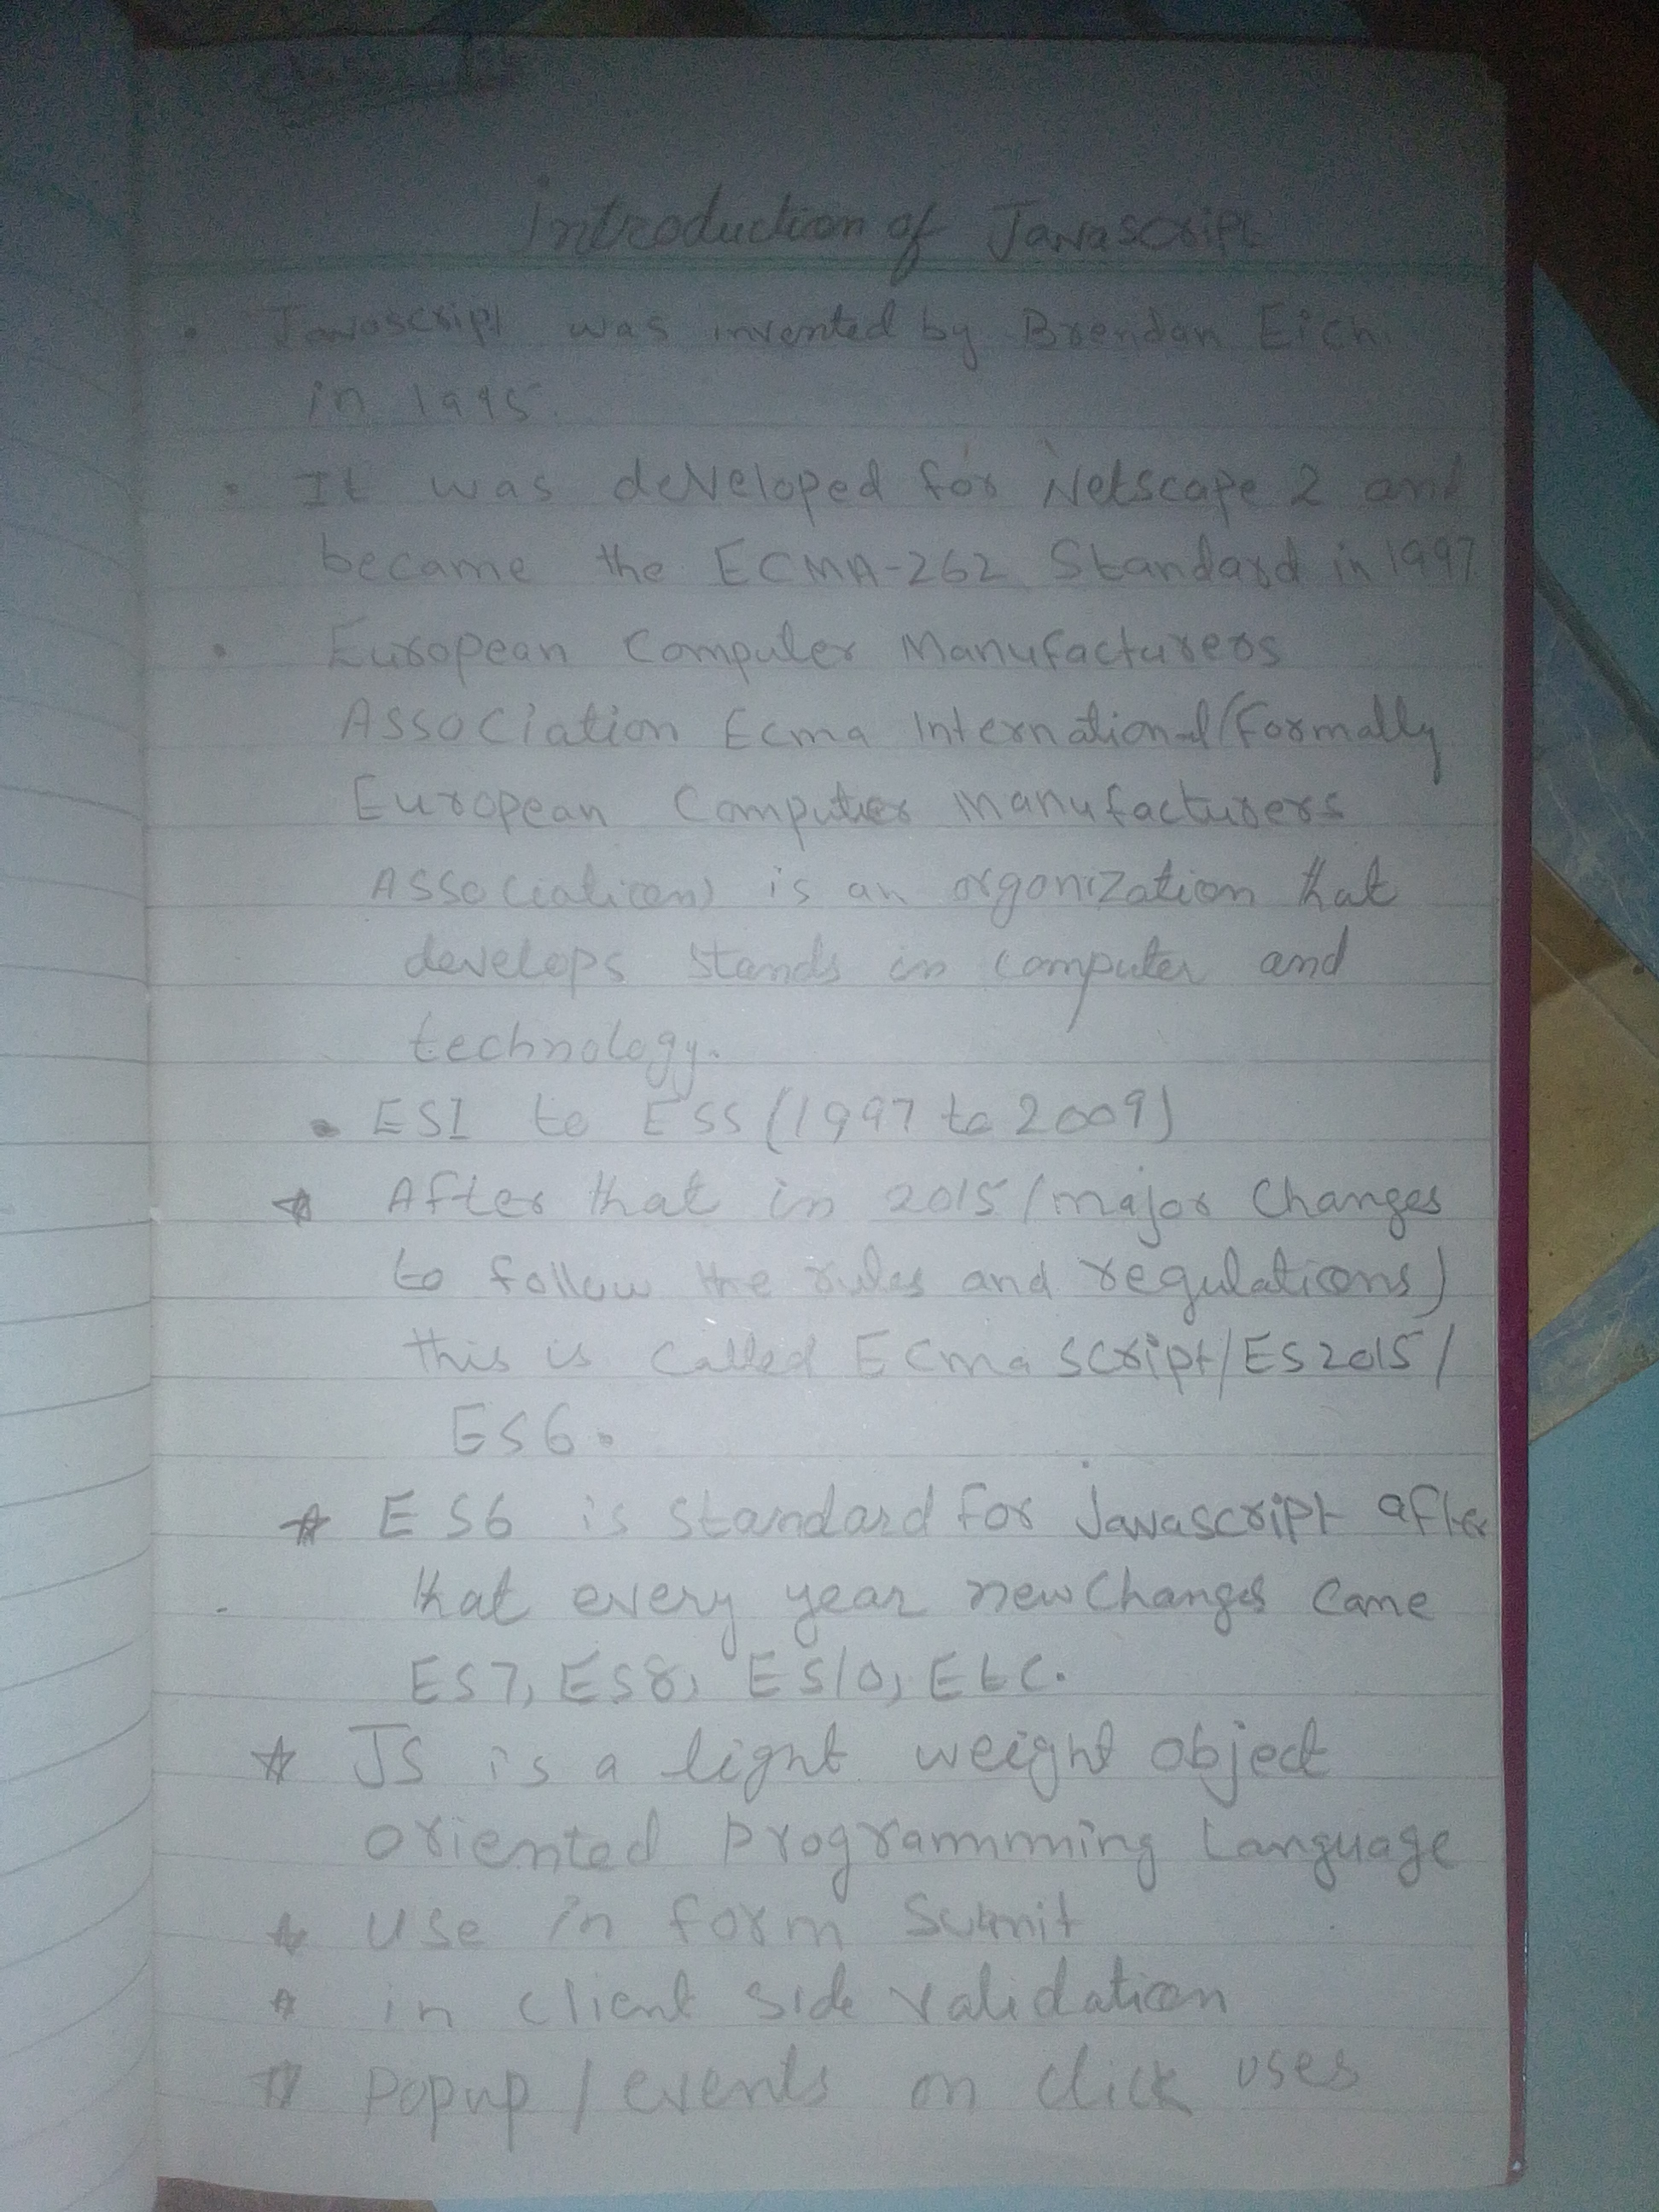 introduction of Javascript
• Javascript was invented by Brendan Eich
in 1995.
• It was developed for Netscape 2 and
became the ECMA-262 Standard in 1997
• European Computer Manufacturers
Association Ecma International (Formally
European Computer Manufacturers
Association) is an orgonization that
develops stands in computer and
technology.
• ES1 to ES5 (1997 to 2009)
☆ After that in 2015 (major Changes
to follow the rules and regulations)
this is called Ecma script/ES2015/
ES6.
☆ ES6 is standard for Javascript after
that every year new Changes Came
ES7, ES8, ES10, Etc.
☆ JS is a light weight object
oriented programming Language
☆ Use in form Submit
☆ in client side validation
☆ Popup / events on click uses